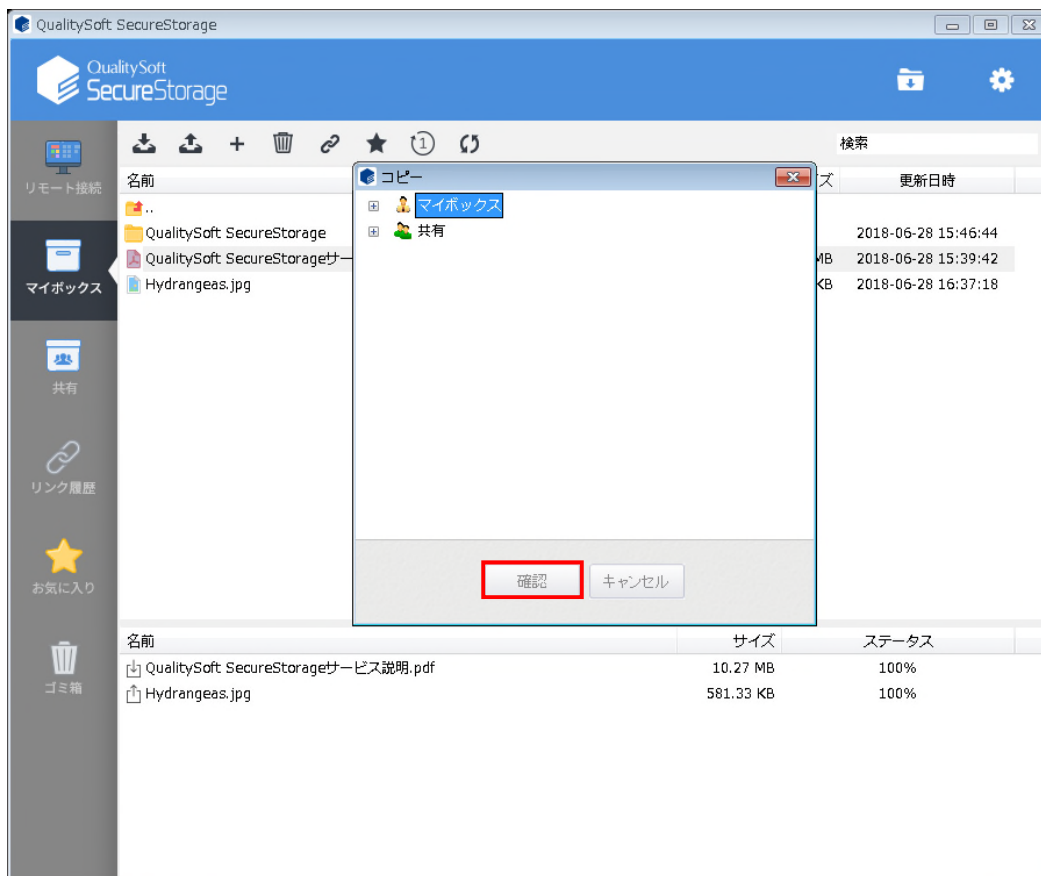 QualitySoft SecureStorage
QualitySoft
SecureStorage
リモート接続
マイボックス
共有
リンク履歴
お気に入り
ゴミ箱
1
検索
名前 ズ 更新日時
..
QualitySoft SecureStorage 2018-06-28 15:46:44
QualitySoft SecureStorageサー MB 2018-06-28 15:39:42
Hydrangeas.jpg KB 2018-06-28 16:37:18
コピー
マイボックス
共有
確認 キャンセル
名前 サイズ ステータス
QualitySoft SecureStorageサービス説明.pdf 10.27 MB 100%
Hydrangeas.jpg 581.33 KB 100%